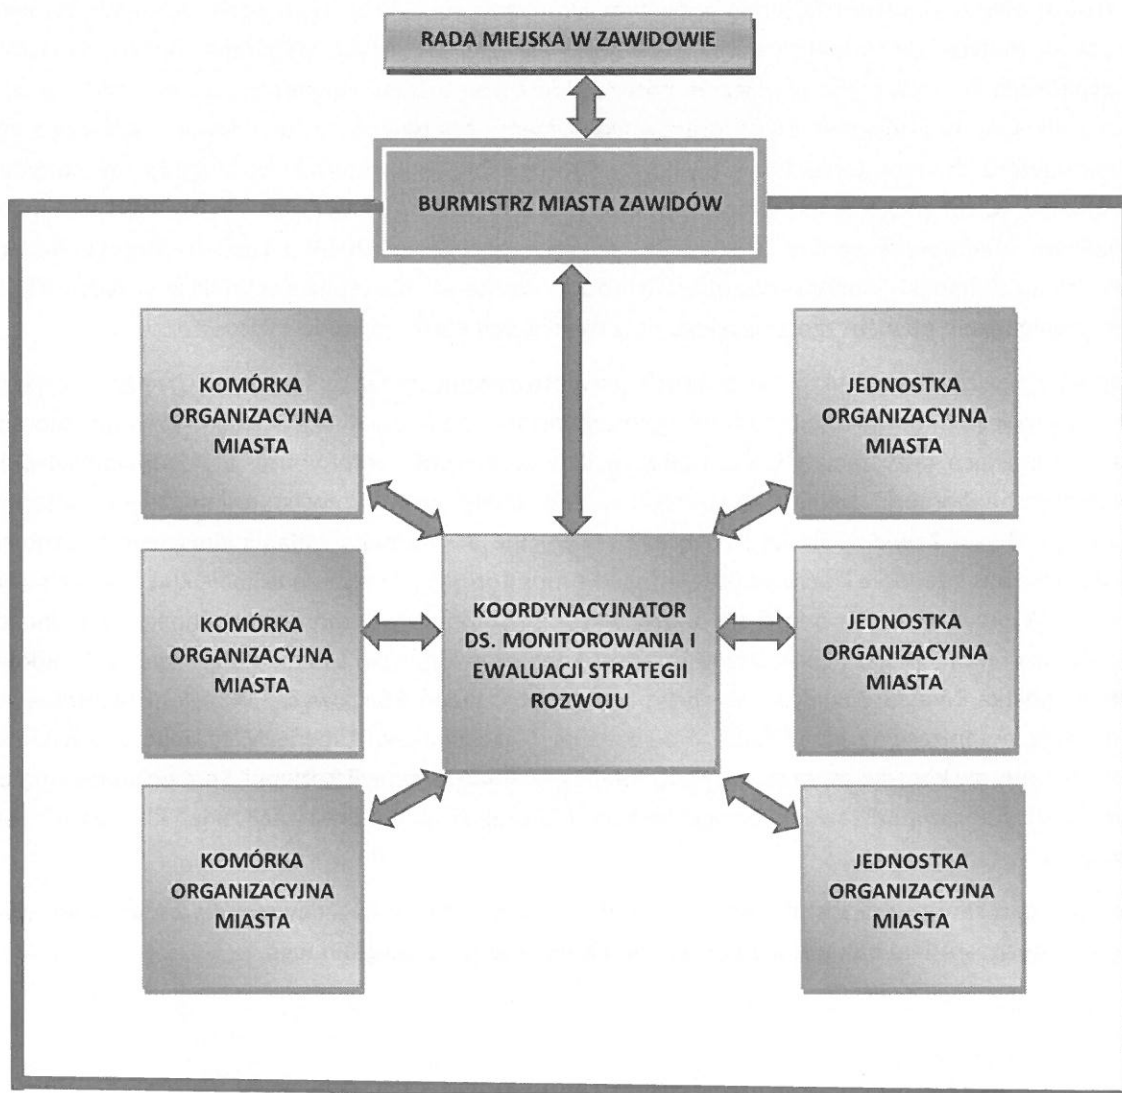 RADA MIEJSKA W ZAWIDOWIE
BURMISTRZ MIASTA ZAWIDÓW
KOMÓRKA
ORGANIZACYJNA
MIASTA
JEDNOSTKA
ORGANIZACYJNA
MIASTA
KOMÓRKA
ORGANIZACYJNA
MIASTA
KOORDYNACYJNATOR
DS. MONITOROWANIA I
EWALUACJI STRATEGII
ROZWOJU
JEDNOSTKA
ORGANIZACYJNA
MIASTA
KOMÓRKA
ORGANIZACYJNA
MIASTA
JEDNOSTKA
ORGANIZACYJNA
MIASTA